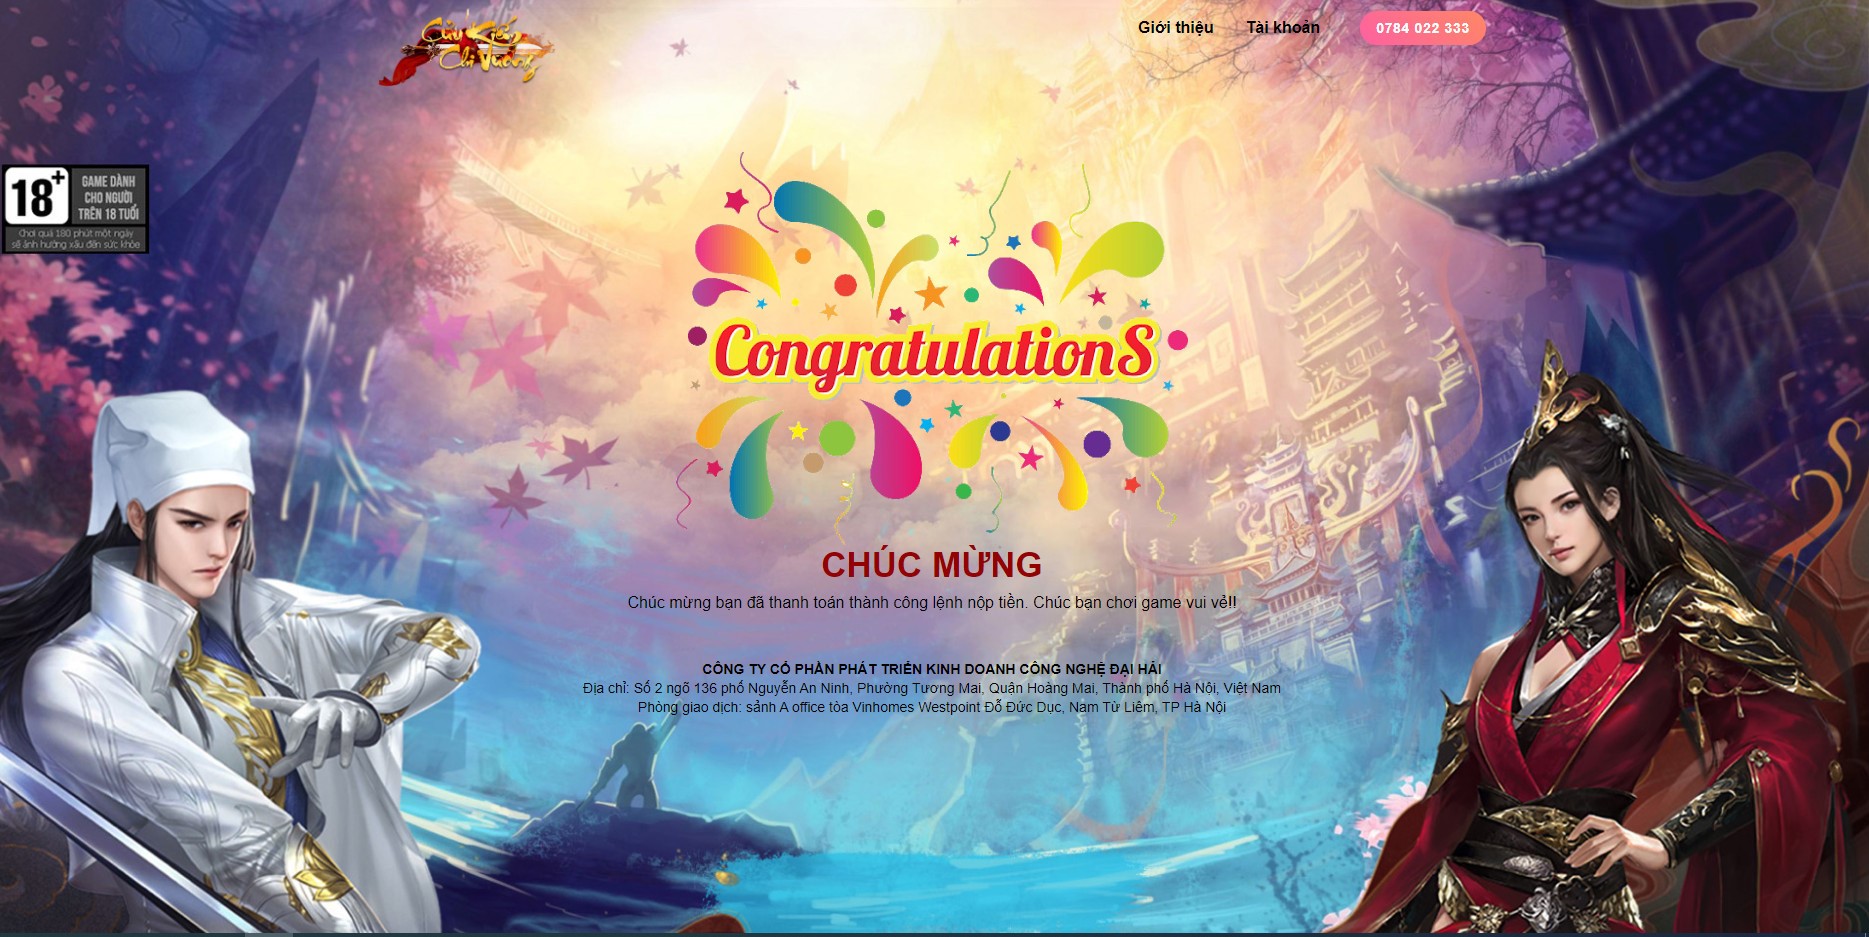 Cửu Kiếm
Chi Vương
Giới thiệu
Tài khoản
0784 022 333
18+
GAME DÀNH
CHO NGƯỜI
TRÊN 18 TUỔI
Chơi quá 180 phút một ngày
sẽ ảnh hưởng xấu đến sức khỏe
CongratulationS
CHÚC MỪNG
Chúc mừng bạn đã thanh toán thành công lệnh nộp tiền. Chúc bạn chơi game vui vẻ!!
CÔNG TY CỔ PHẦN PHÁT TRIỂN KINH DOANH CÔNG NGHỆ ĐẠI HẢI
Địa chỉ: Số 2 ngõ 136 phố Nguyễn An Ninh, Phường Tương Mai, Quận Hoàng Mai, Thành phố Hà Nội, Việt Nam
Phòng giao dịch: sảnh A office tòa Vinhomes Westpoint Đỗ Đức Dục, Nam Từ Liêm, TP Hà Nội